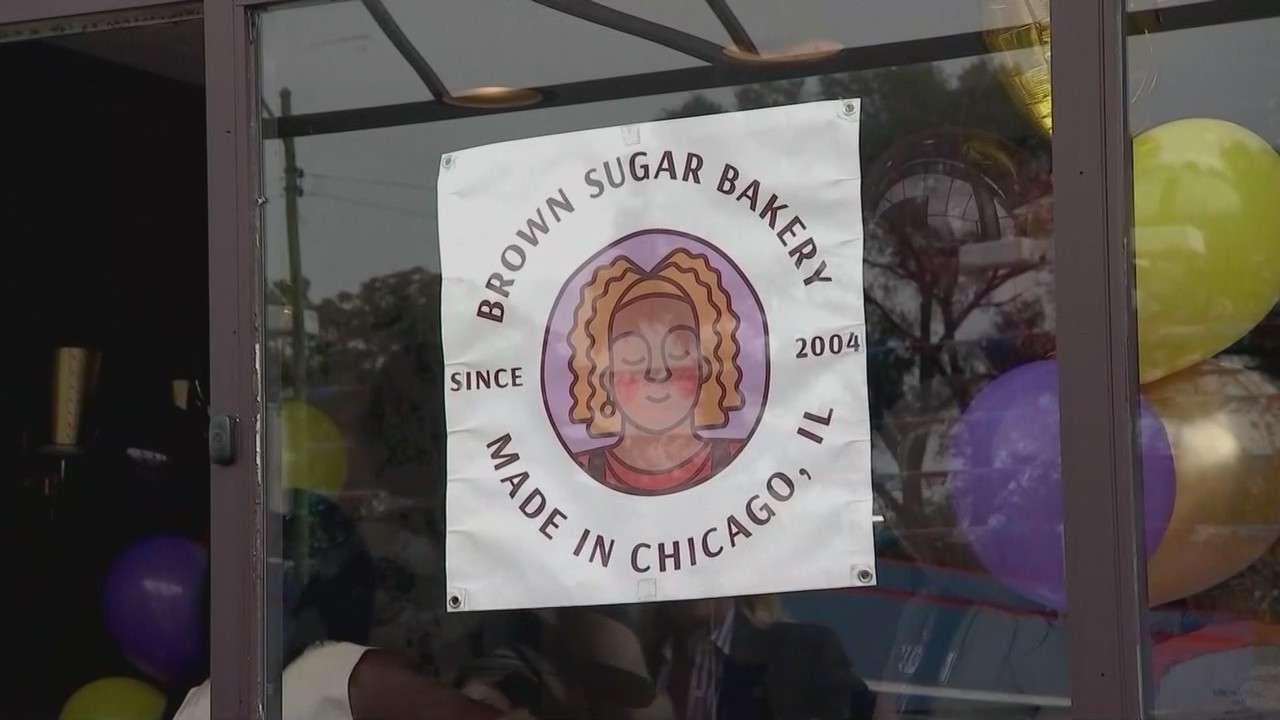 BROWN SUGAR BAKERY
SINCE 2004
MADE IN CHICAGO, IL